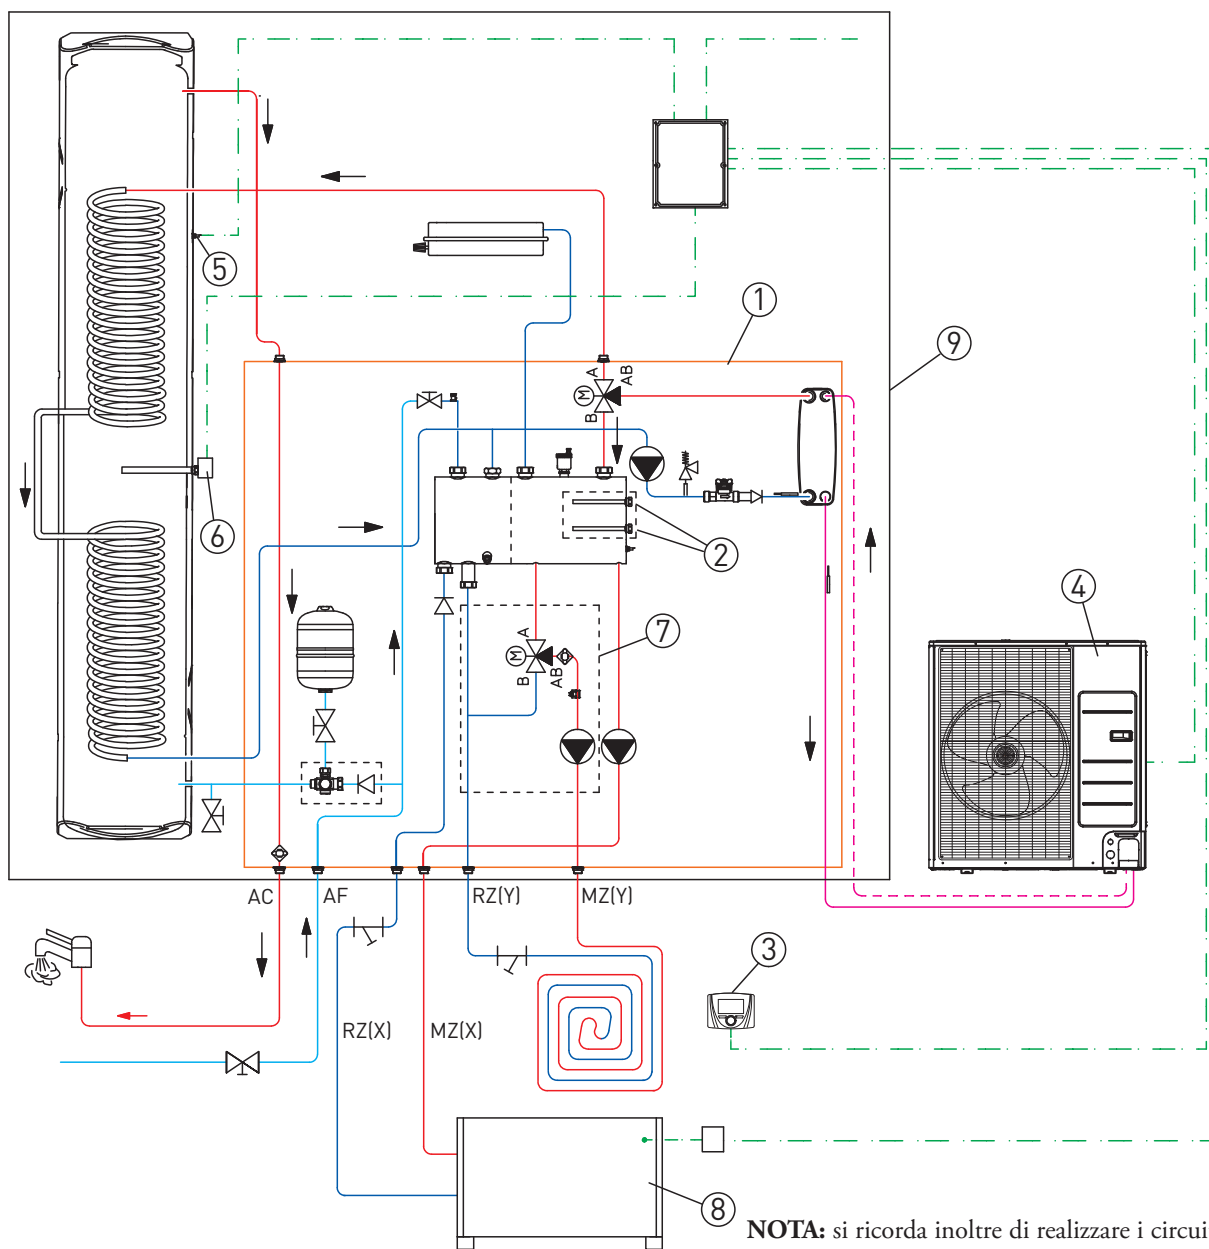 5
1
9
A
AB
M
B
6
2
4
7
A
M
B
AB
AC
AF
RZ(Y)
MZ(Y)
3
RZ(X)
MZ(X)
8
NOTA: si ricorda inoltre di realizzare i circui